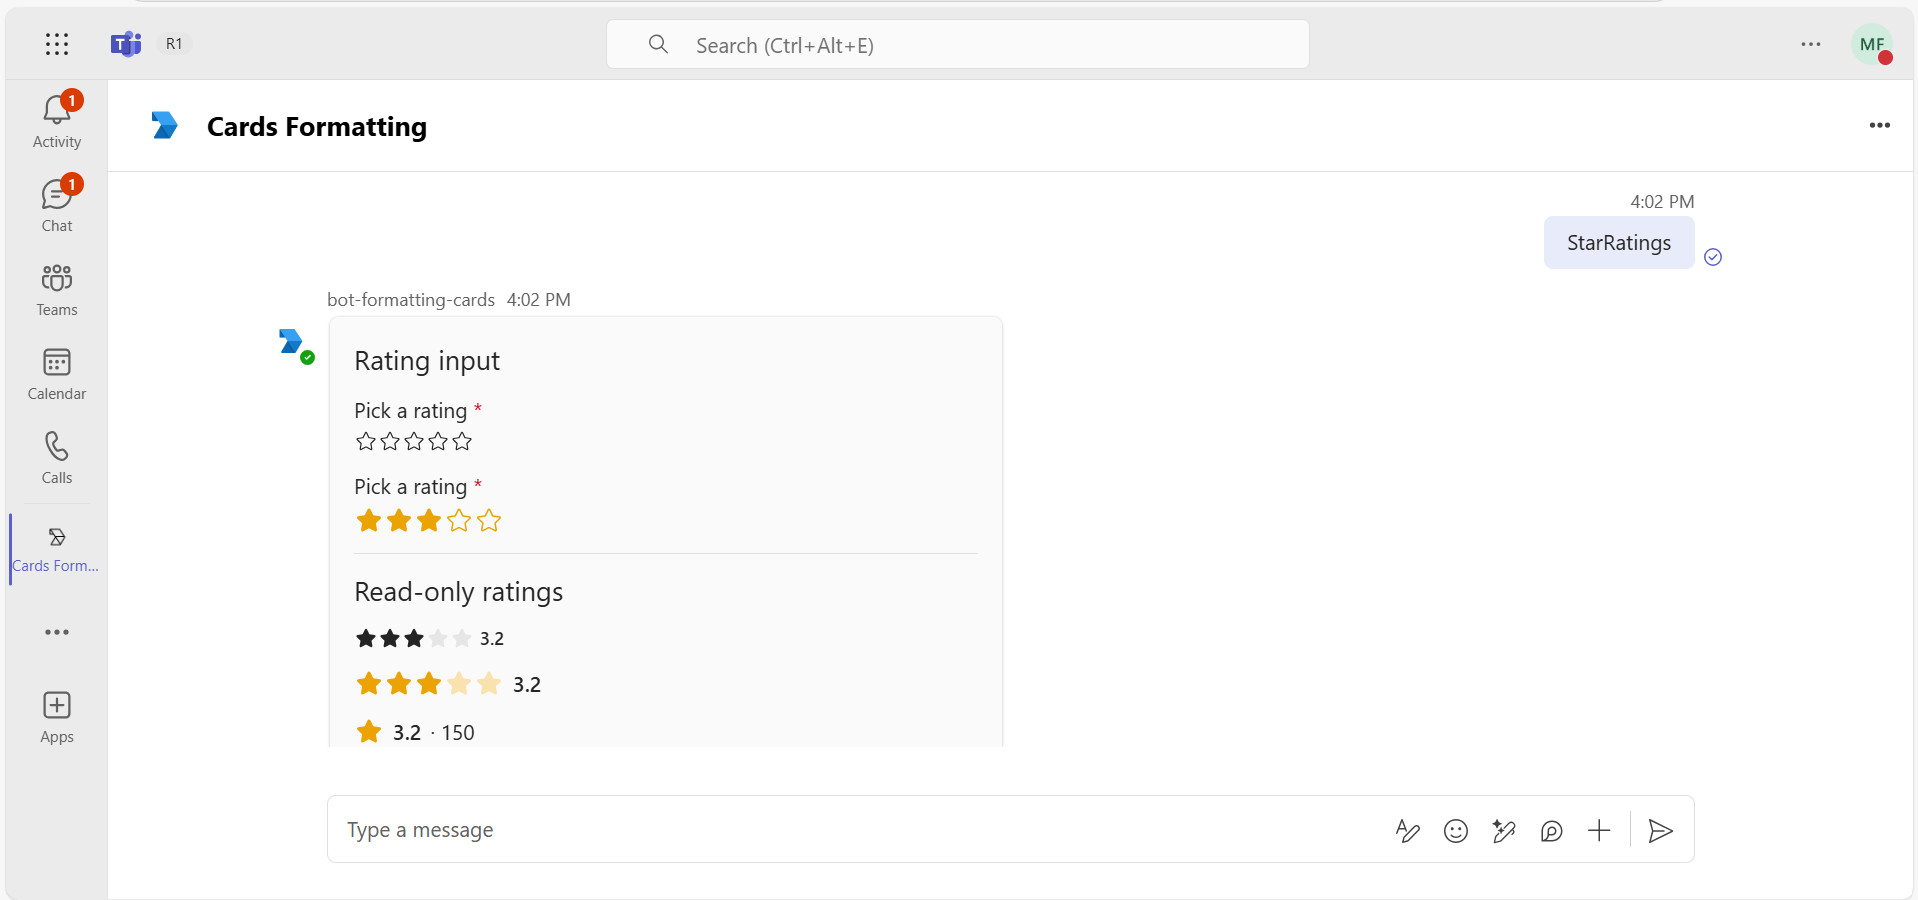 R1
Search (Ctrl+Alt+E)
MF
1
Activity
1
Chat
Teams
Calendar
Calls
Cards Form...
Apps
Cards Formatting
4:02 PM
StarRatings
bot-formatting-cards 4:02 PM
Rating input
Pick a rating *
Pick a rating *
Read-only ratings
3.2
3.2
3.2 · 150
Type a message